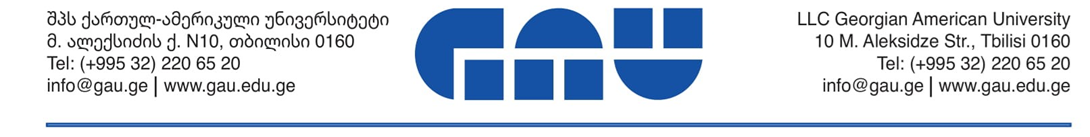 შპს ქართულ-ამერიკული უნივერსიტეტი
მ. ალექსიძის ქ. N10, თბილისი 0160
Tel: (+995 32) 220 65 20
info@gau.ge | www.gau.edu.ge
GAU
LLC Georgian American University
10 M. Aleksidze Str., Tbilisi 0160
Tel: (+995 32) 220 65 20
info@gau.ge | www.gau.edu.ge